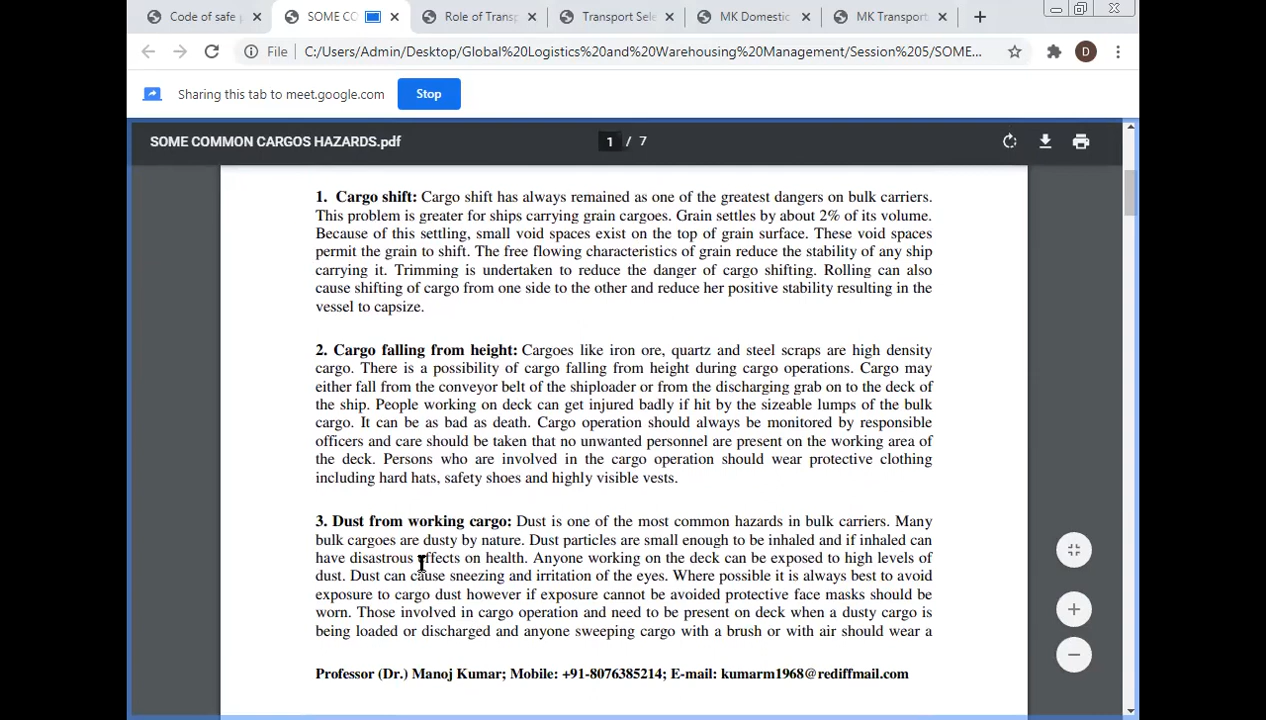 Code of safe p
SOME CO
Role of Transp
Transport Sele
MK Domestic
MK Transport
File
C:/Users/Admin/Desktop/Global%20Logistics%20and%20Warehousing%20Management/Session%205/SOME...
D
Sharing this tab to meet.google.com
Stop
SOME COMMON CARGOS HAZARDS.pdf
1 / 7
1. Cargo shift: Cargo shift has always remained as one of the greatest dangers on bulk carriers.
This problem is greater for ships carrying grain cargoes. Grain settles by about 2% of its volume.
Because of this settling, small void spaces exist on the top of grain surface. These void spaces
permit the grain to shift. The free flowing characteristics of grain reduce the stability of any ship
carrying it. Trimming is undertaken to reduce the danger of cargo shifting. Rolling can also
cause shifting of cargo from one side to the other and reduce her positive stability resulting in the
vessel to capsize.
2. Cargo falling from height: Cargoes like iron ore, quartz and steel scraps are high density
cargo. There is a possibility of cargo falling from height during cargo operations. Cargo may
either fall from the conveyor belt of the shiploader or from the discharging grab on to the deck of
the ship. People working on deck can get injured badly if hit by the sizeable lumps of the bulk
cargo. It can be as bad as death. Cargo operation should always be monitored by responsible
officers and care should be taken that no unwanted personnel are present on the working area of
the deck. Persons who are involved in the cargo operation should wear protective clothing
including hard hats, safety shoes and highly visible vests.
3. Dust from working cargo: Dust is one of the most common hazards in bulk carriers. Many
bulk cargoes are dusty by nature. Dust particles are small enough to be inhaled and if inhaled can
have disastrous effects on health. Anyone working on the deck can be exposed to high levels of
dust. Dust can cause sneezing and irritation of the eyes. Where possible it is always best to avoid
exposure to cargo dust however if exposure cannot be avoided protective face masks should be
worn. Those involved in cargo operation and need to be present on deck when a dusty cargo is
being loaded or discharged and anyone sweeping cargo with a brush or with air should wear a
Professor (Dr.) Manoj Kumar; Mobile: +91-8076385214; E-mail: kumarm1968@rediffmail.com